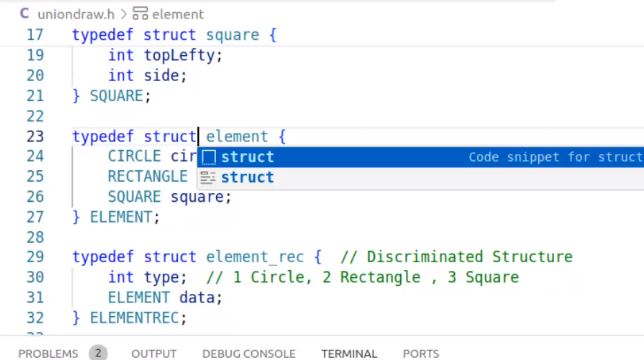 C uniondraw.h > element
17 typedef struct square {
19 int topLefty;
20 int side;
21 } SQUARE;
22
23 typedef struct element {
24 CIRCLE cir
struct Code snippet for struct
25 RECTANGLE
struct
26 SQUARE square;
27 } ELEMENT;
28
29 typedef struct element_rec { // Discriminated Structure
30 int type; // 1 Circle, 2 Rectangle , 3 Square
31 ELEMENT data;
32 } ELEMENTREC;
PROBLEMS 2 OUTPUT DEBUG CONSOLE TERMINAL PORTS